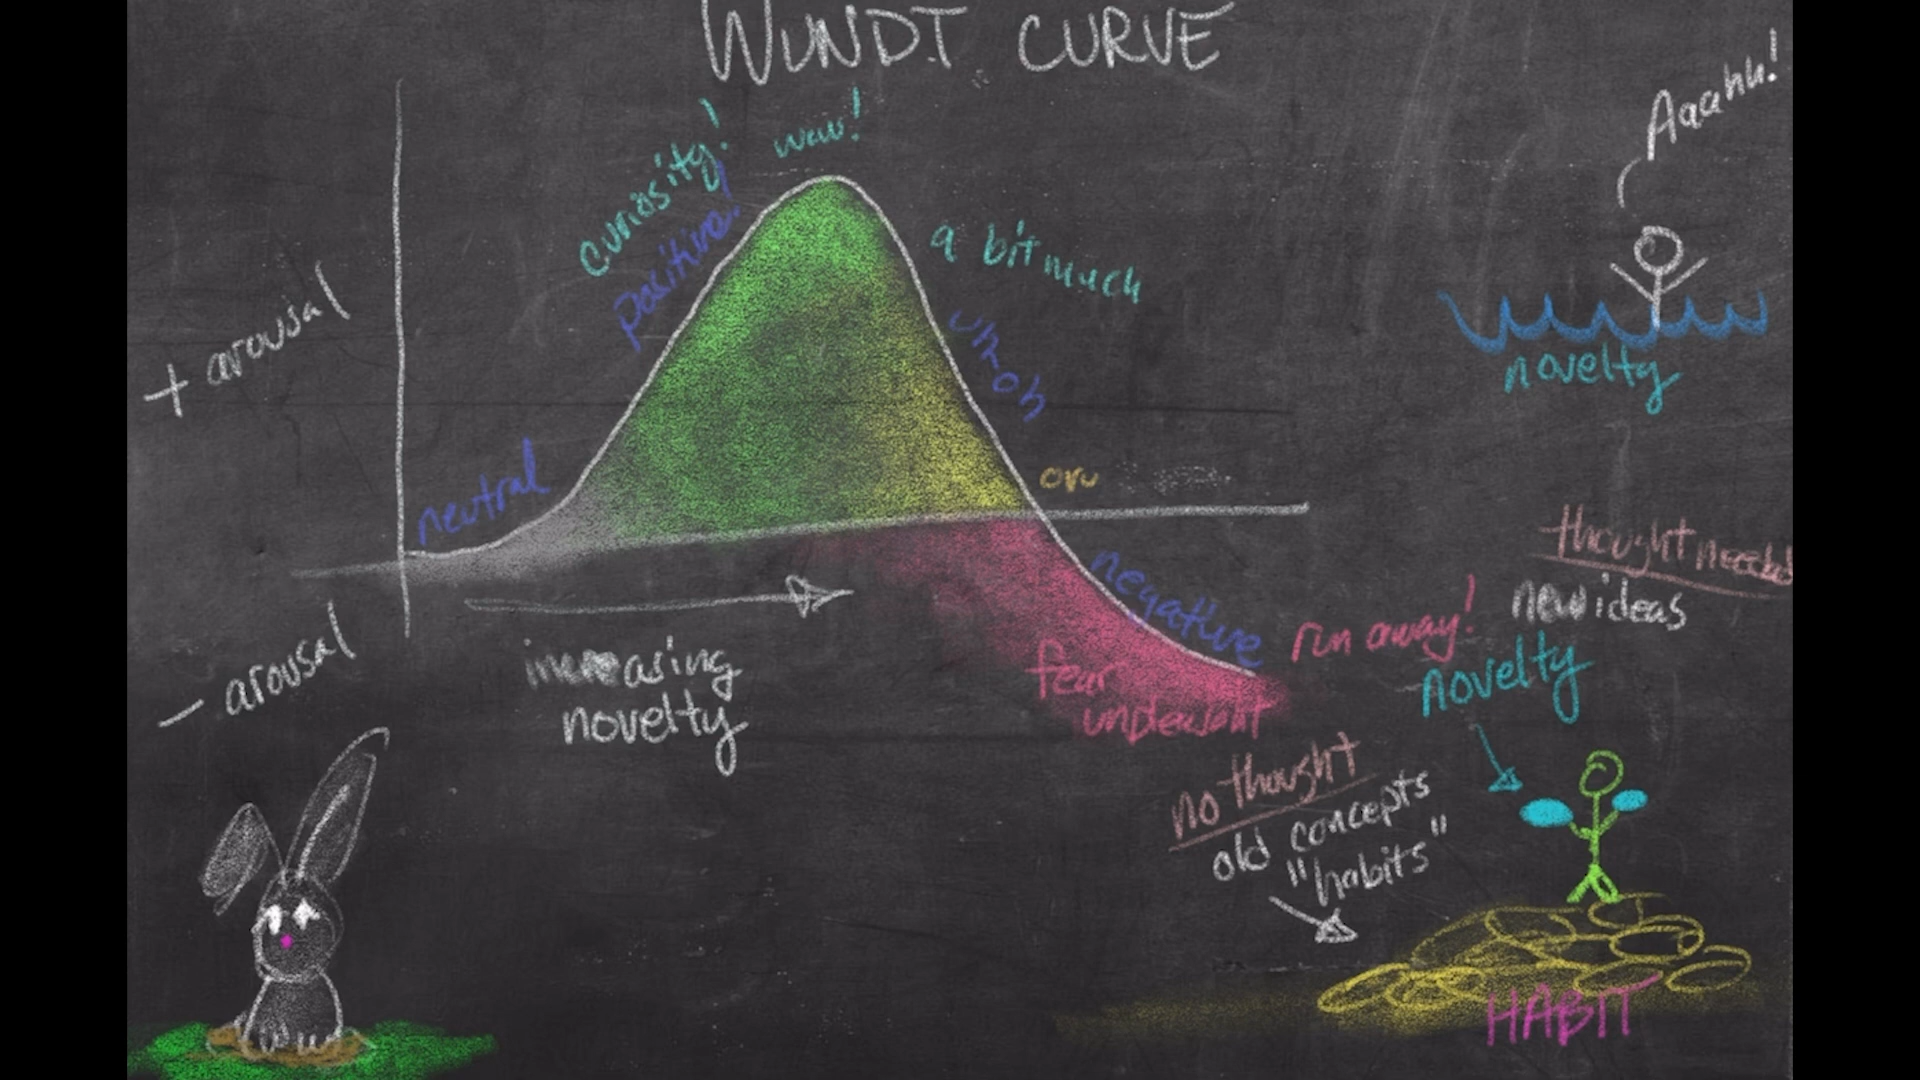 WUNDT CURVE
Aaahh!
curiosity!
wow!
positive!
a bit much
uh oh
+ arousal
novelty
neutral
thought needed
new ideas
negative
run away!
novelty
- arousal
increasing
novelty
fear
no thought
old concepts
"habits"
HABIT